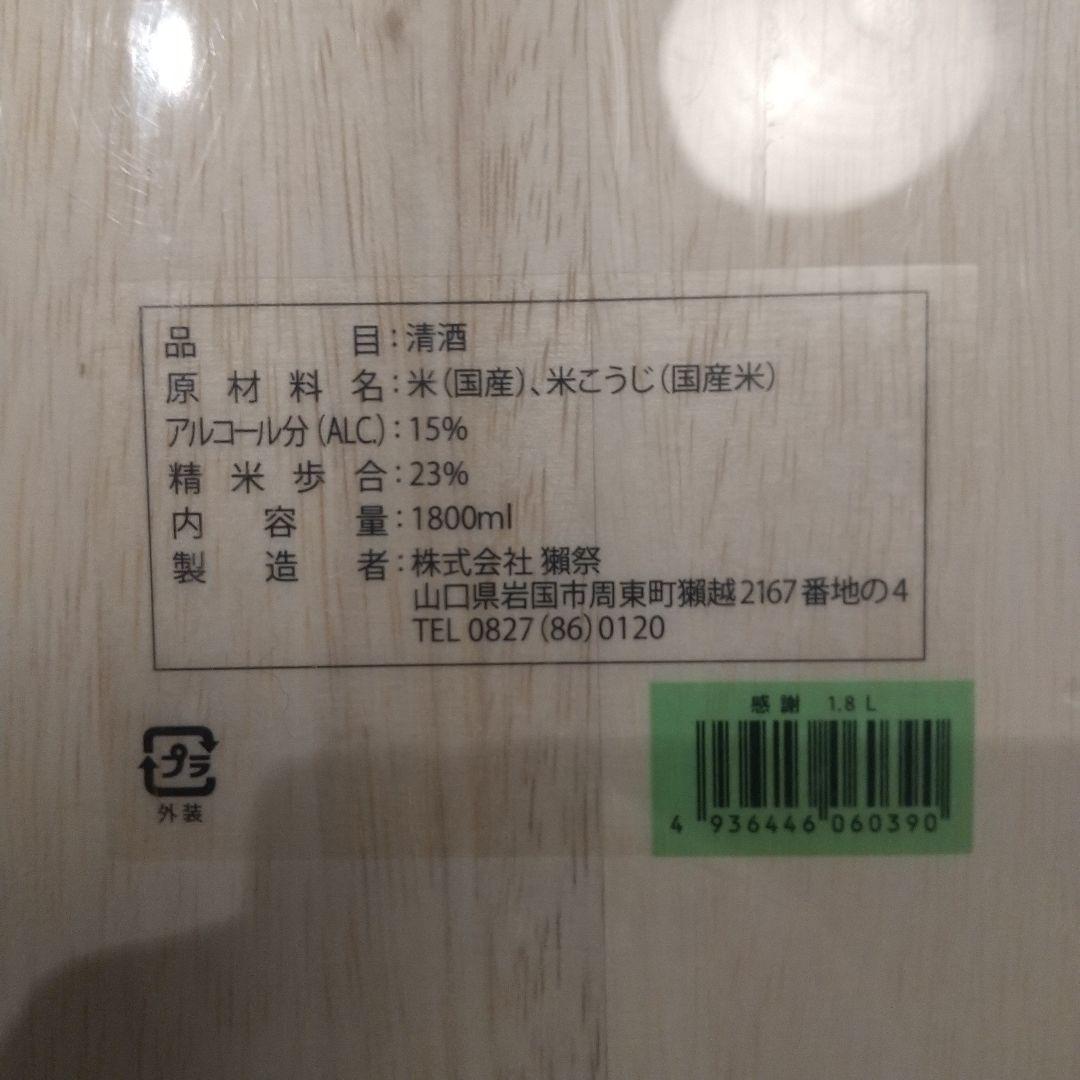 品目：清酒
原材料名：米（国産）、米こうじ（国産米）
アルコール分（ALC.）：15%
精米歩合：23%
内容量：1800ml
製造者：株式会社 獺祭
山口県岩国市周東町獺越2167番地の4
TEL 0827（86）0120
感謝 1.8L
4 936446 060390
プラ
外装